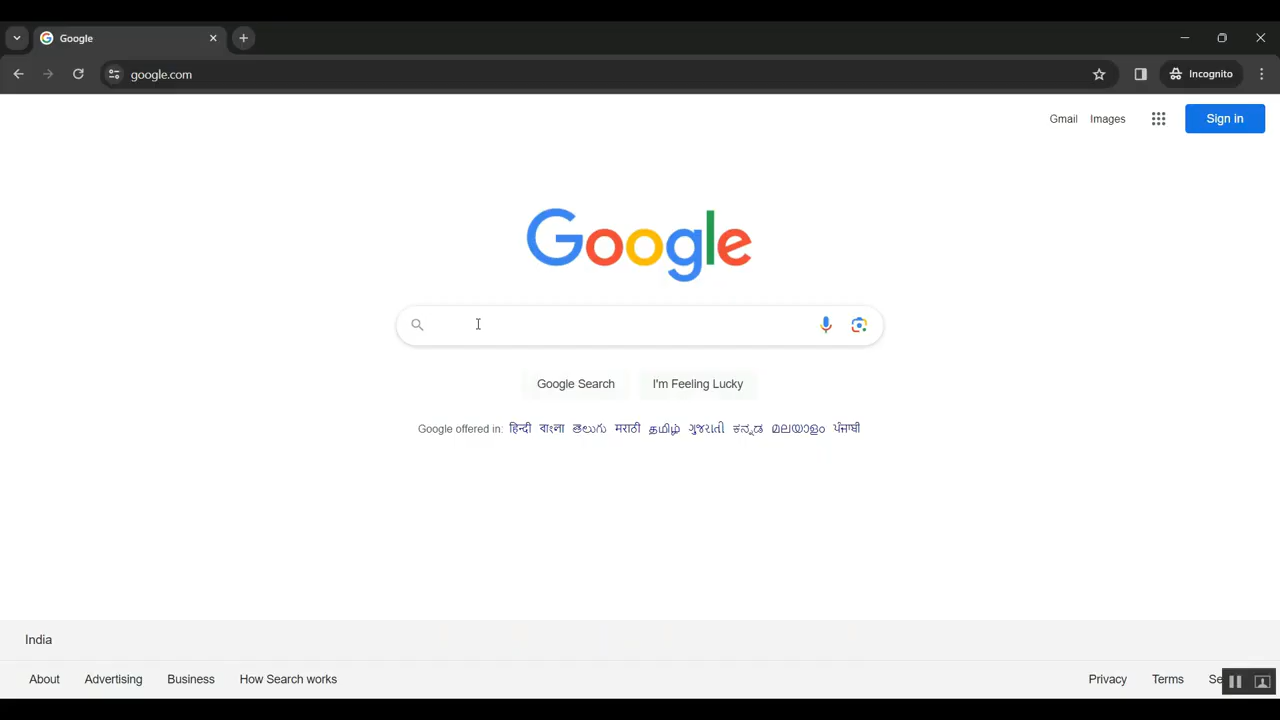 Google
google.com
Incognito
Gmail Images Sign in
Google
Google Search I'm Feeling Lucky
Google offered in: हिन्दी বাংলা తెలుగు मराठी தமிழ் ગુજરાતી ಕನ್ನಡ മലയാളം ਪੰਜਾਬੀ
India
About Advertising Business How Search works Privacy Terms Se